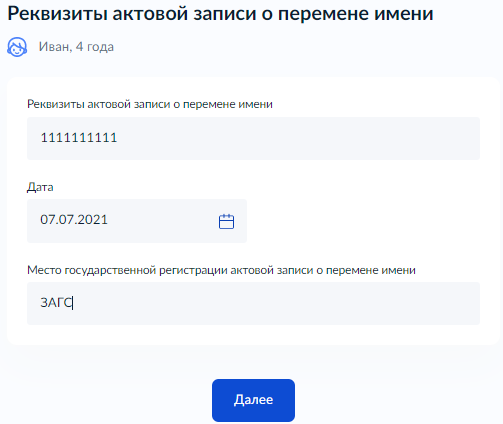 Реквизиты актовой записи о перемене имени
Иван, 4 года
Реквизиты актовой записи о перемене имени
1111111111
Дата
07.07.2021
Место государственной регистрации актовой записи о перемене имени
ЗАГС
Далее